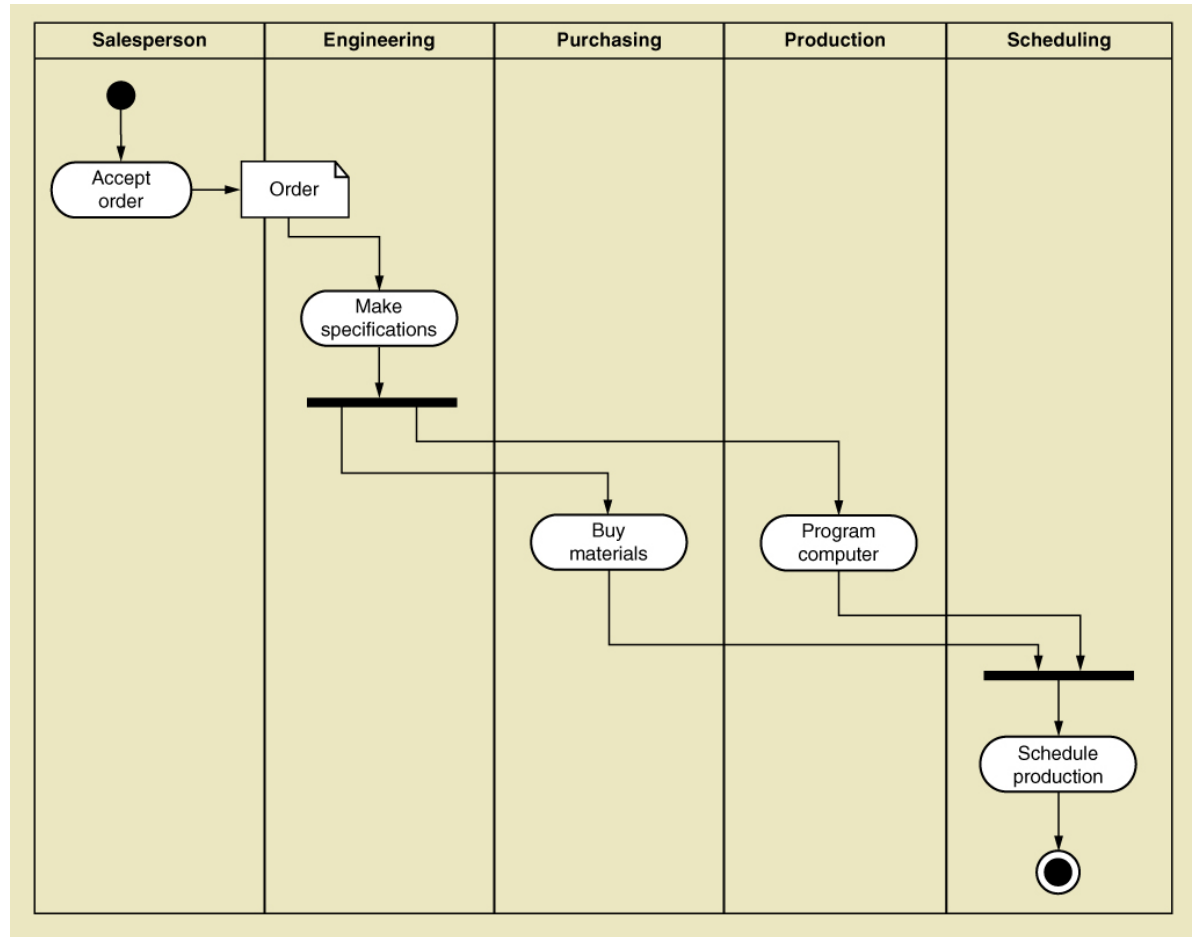 Salesperson
Engineering
Purchasing
Production
Scheduling
Accept
order
Order
Make
specifications
Buy
materials
Program
computer
Schedule
production